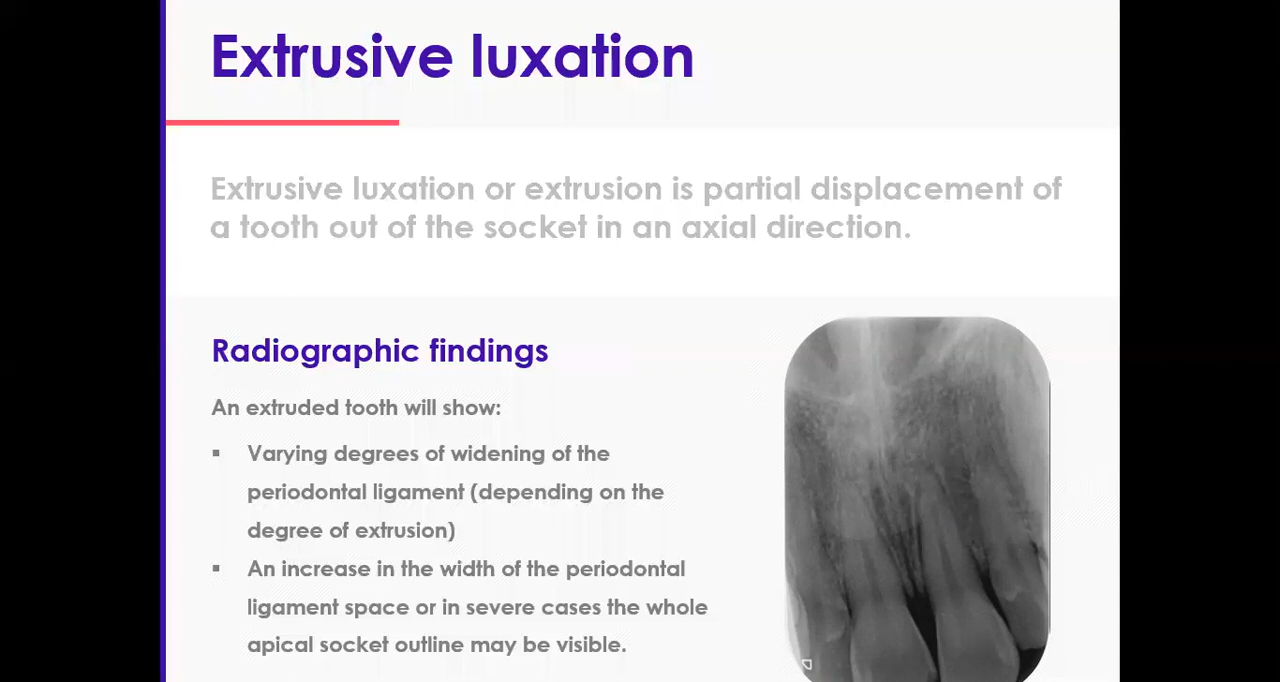 Extrusive luxation
Extrusive luxation or extrusion is partial displacement of
a tooth out of the socket in an axial direction.
Radiographic findings
An extruded tooth will show:
▪ Varying degrees of widening of the
periodontal ligament (depending on the
degree of extrusion)
▪ An increase in the width of the periodontal
ligament space or in severe cases the whole
apical socket outline may be visible.